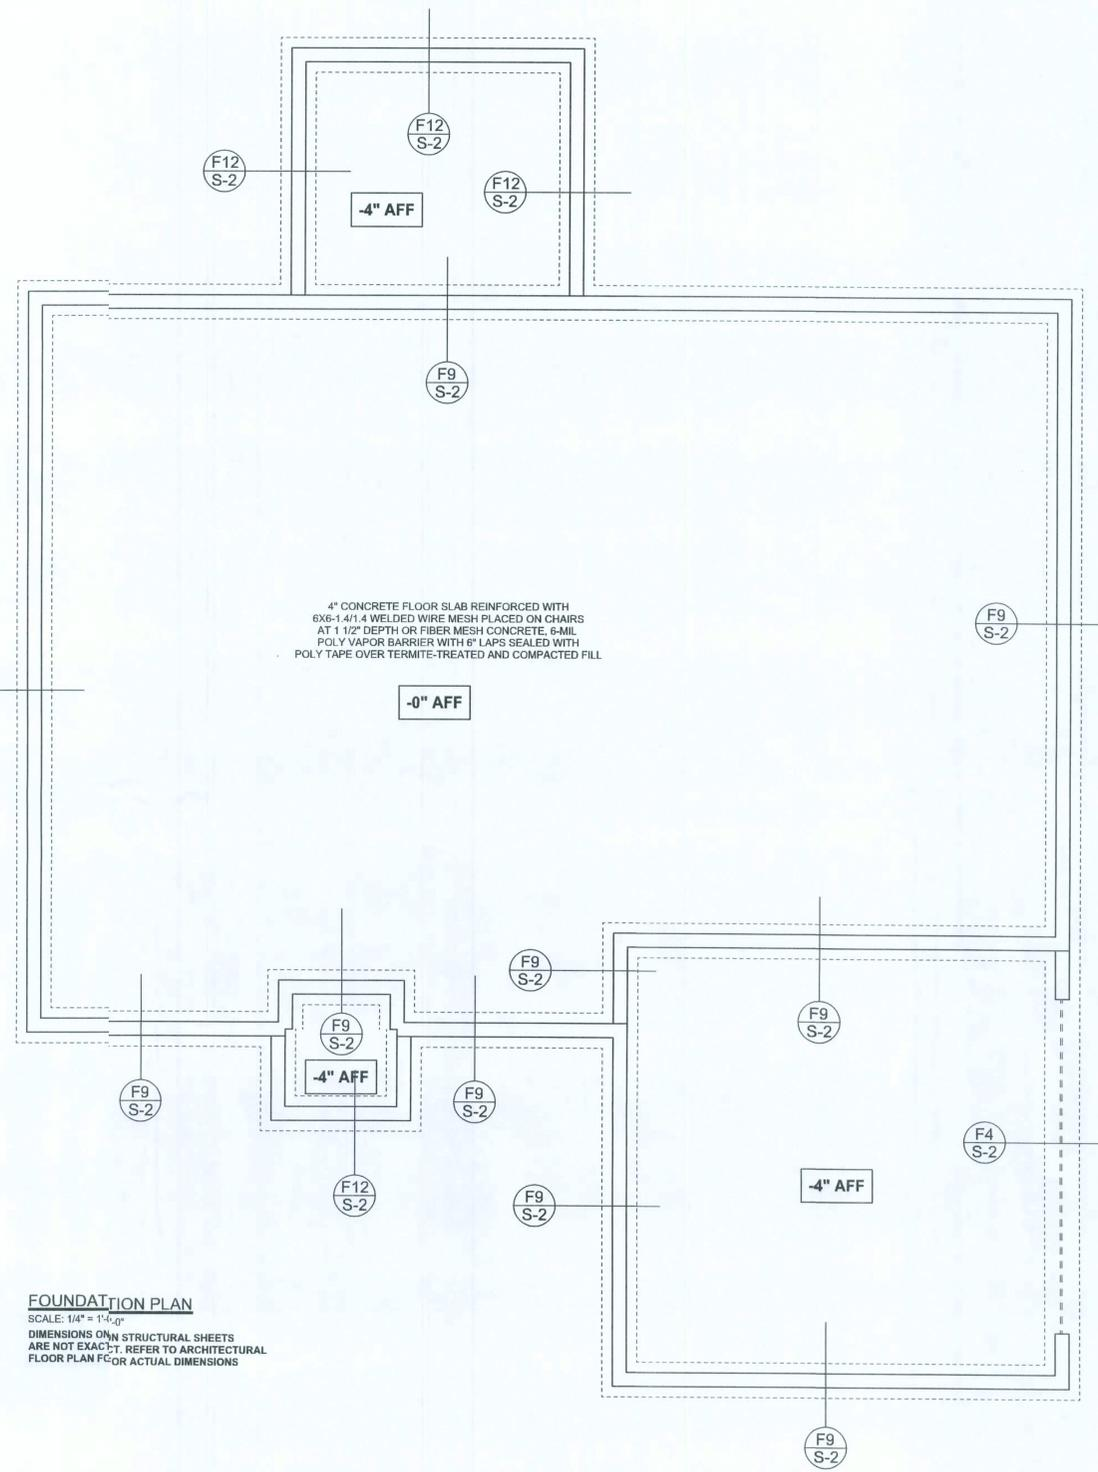 F12
S-2
F12
S-2
F12
S-2
-4" AFF
F9
S-2
4" CONCRETE FLOOR SLAB REINFORCED WITH
6X6-1.4/1.4 WELDED WIRE MESH PLACED ON CHAIRS
AT 1 1/2" DEPTH OR FIBER MESH CONCRETE, 6-MIL
POLY VAPOR BARRIER WITH 6" LAPS SEALED WITH
POLY TAPE OVER TERMITE-TREATED AND COMPACTED FILL
F9
S-2
-0" AFF
F9
S-2
F9
S-2
F9
S-2
-4" AFF
F9
S-2
F9
S-2
F4
S-2
F12
S-2
F9
S-2
-4" AFF
FOUNDATION PLAN
SCALE: 1/4" = 1'-0"
DIMENSIONS ON STRUCTURAL SHEETS
ARE NOT EXACT. REFER TO ARCHITECTURAL
FLOOR PLAN FOR ACTUAL DIMENSIONS
F9
S-2